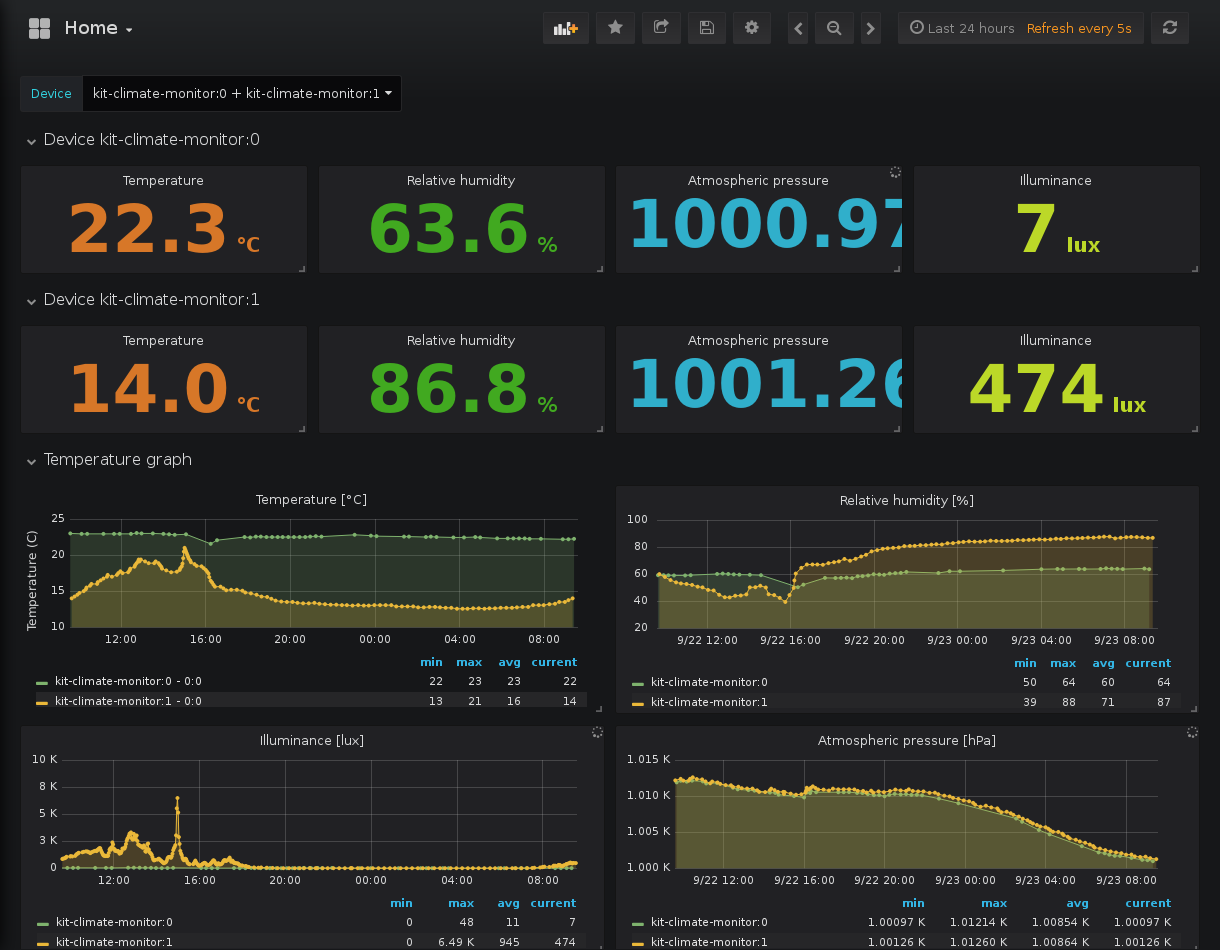 Home
Last 24 hours Refresh every 5s
Device kit-climate-monitor:0 + kit-climate-monitor:1
Device kit-climate-monitor:0
Temperature Relative humidity Atmospheric pressure Illuminance
22.3 °C 63.6 % 1000.97 7 lux
Device kit-climate-monitor:1
Temperature Relative humidity Atmospheric pressure Illuminance
14.0 °C 86.8 % 1001.26 474 lux
Temperature graph
Temperature [°C]
Temperature (C)
25
20
15
10
12:00 16:00 20:00 00:00 04:00 08:00
min max avg current
kit-climate-monitor:0 - 0:0 22 23 23 22
kit-climate-monitor:1 - 0:0 13 21 16 14
Relative humidity [%]
100
80
60
40
20
9/22 12:00 9/22 16:00 9/22 20:00 9/23 00:00 9/23 04:00 9/23 08:00
min max avg current
kit-climate-monitor:0 50 64 60 64
kit-climate-monitor:1 39 88 71 87
Illuminance [lux]
10 K
8 K
5 K
3 K
0
12:00 16:00 20:00 00:00 04:00 08:00
min max avg current
kit-climate-monitor:0 0 48 11 7
kit-climate-monitor:1 0 6.49 K 945 474
Atmospheric pressure [hPa]
1.015 K
1.010 K
1.005 K
1.000 K
9/22 12:00 9/22 16:00 9/22 20:00 9/23 00:00 9/23 04:00 9/23 08:00
min max avg current
kit-climate-monitor:0 1.00097 K 1.01214 K 1.00854 K 1.00097 K
kit-climate-monitor:1 1.00126 K 1.01260 K 1.00864 K 1.00126 K